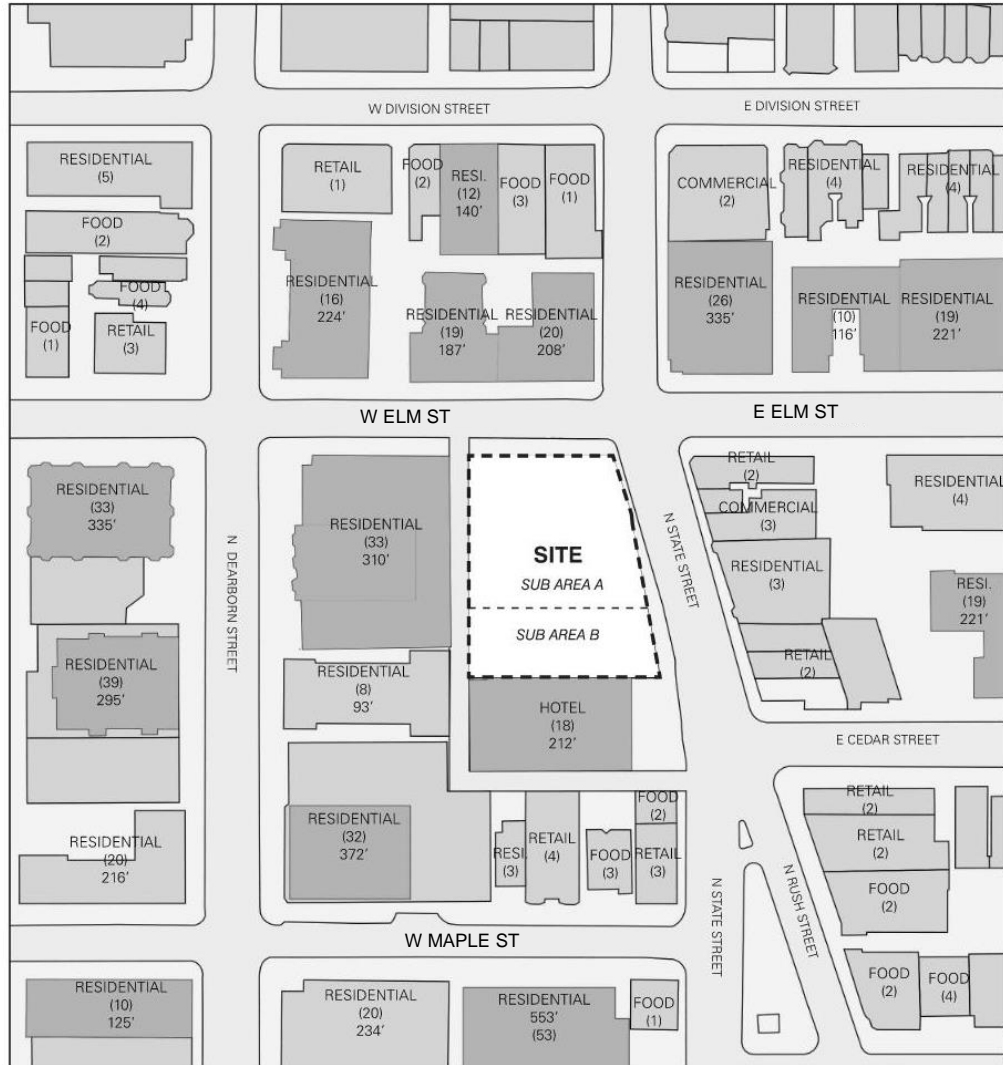 W DIVISION STREET
E DIVISION STREET
RESIDENTIAL
(5)
FOOD
(2)
FOOD
(4)
FOOD
(1)
RETAIL
(3)
RETAIL
(1)
FOOD
(2)
RESI.
(12)
140'
FOOD
(3)
FOOD
(1)
RESIDENTIAL
(16)
224'
RESIDENTIAL
(19)
187'
RESIDENTIAL
(20)
208'
COMMERCIAL
(2)
RESIDENTIAL
(4)
RESIDENTIAL
(4)
RESIDENTIAL
(26)
335'
RESIDENTIAL
(10)
116'
RESIDENTIAL
(19)
221'
W ELM ST
E ELM ST
RESIDENTIAL
(33)
335'
N DEARBORN STREET
RESIDENTIAL
(39)
295'
RESIDENTIAL
(20)
216'
RESIDENTIAL
(33)
310'
RESIDENTIAL
(8)
93'
RESIDENTIAL
(32)
372'
SITE
SUB AREA A
SUB AREA B
HOTEL
(18)
212'
N STATE STREET
RETAIL
(2)
COMMERCIAL
(3)
RESIDENTIAL
(3)
RETAIL
(2)
RESIDENTIAL
(4)
RESI.
(19)
221'
E CEDAR STREET
RESI.
(3)
RETAIL
(4)
FOOD
(3)
FOOD
(2)
RETAIL
(3)
N STATE STREET
N RUSH STREET
RETAIL
(2)
RETAIL
(2)
FOOD
(2)
FOOD
(2)
FOOD
(4)
W MAPLE ST
RESIDENTIAL
(10)
125'
RESIDENTIAL
(20)
234'
RESIDENTIAL
553'
(53)
FOOD
(1)